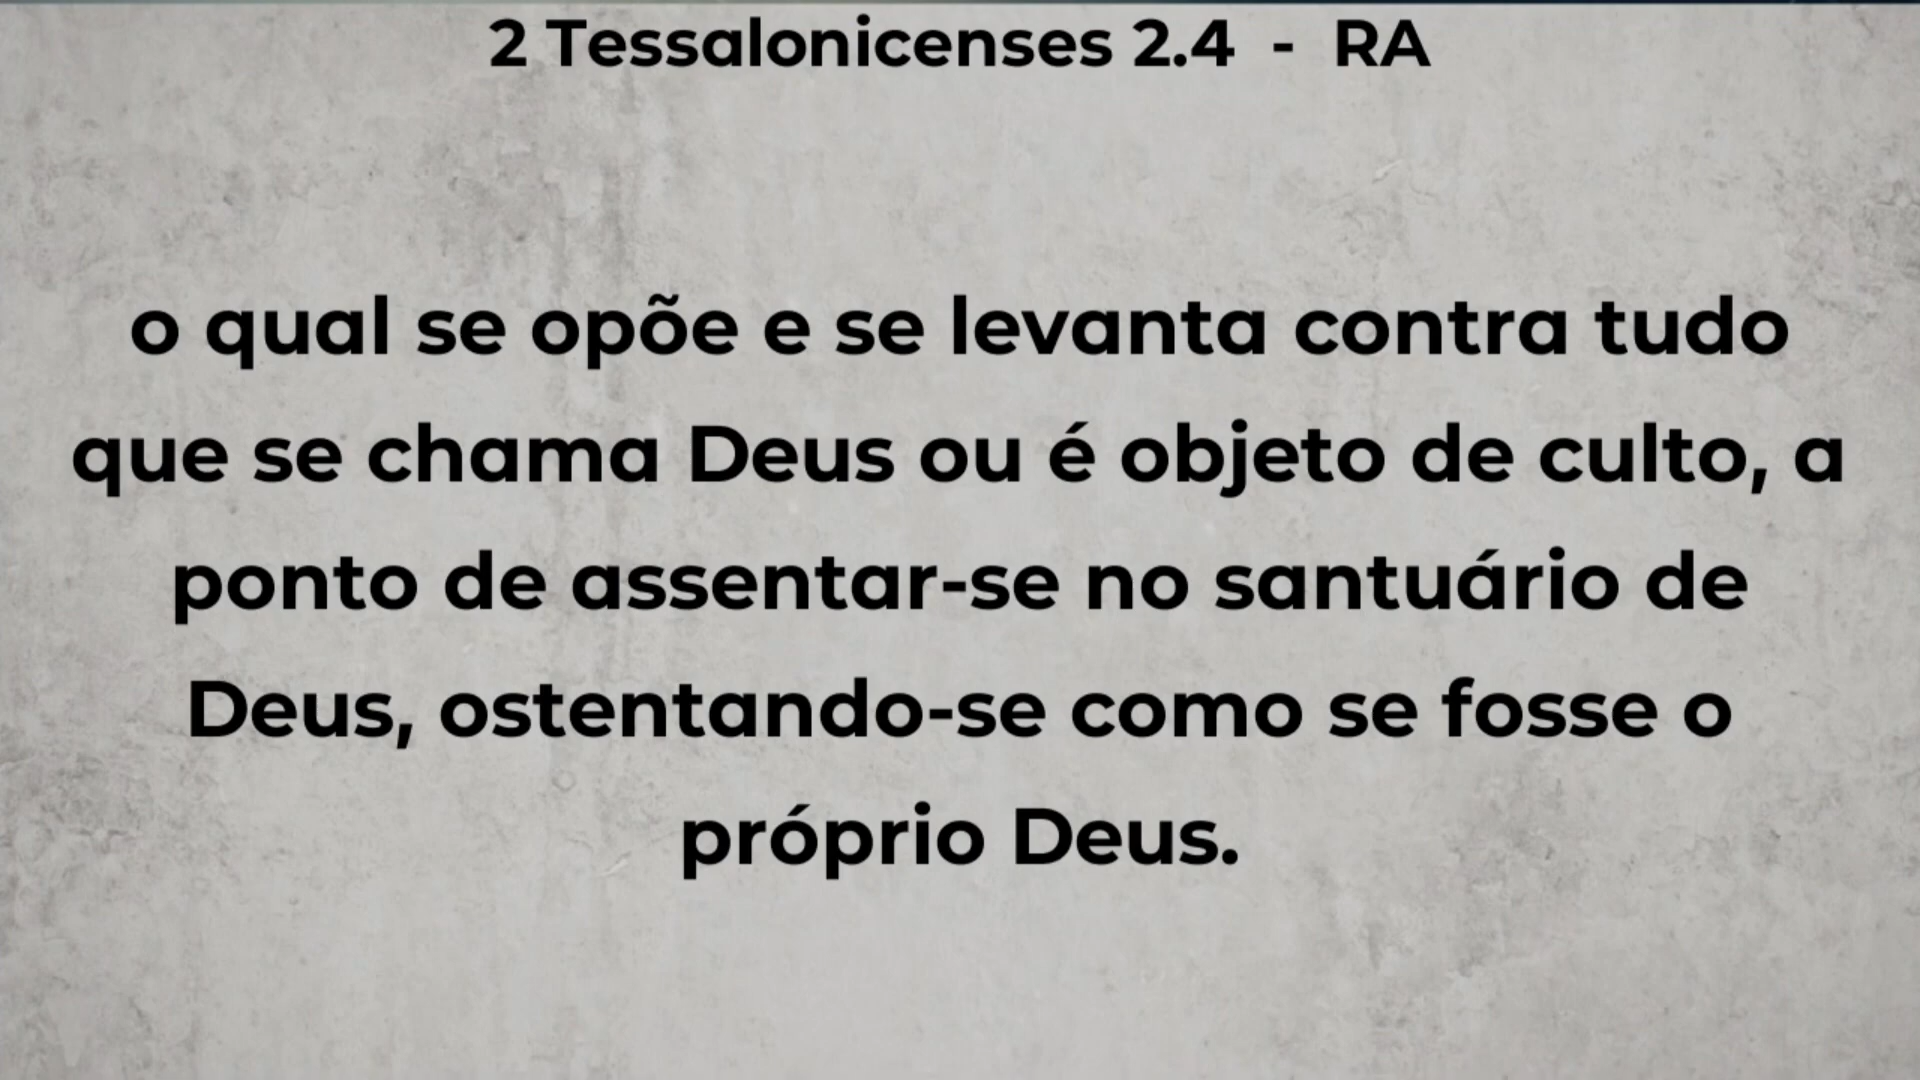 2 Tessalonicenses 2.4 - RA
o qual se opõe e se levanta contra tudo
que se chama Deus ou é objeto de culto, a
ponto de assentar-se no santuário de
Deus, ostentando-se como se fosse o
próprio Deus.